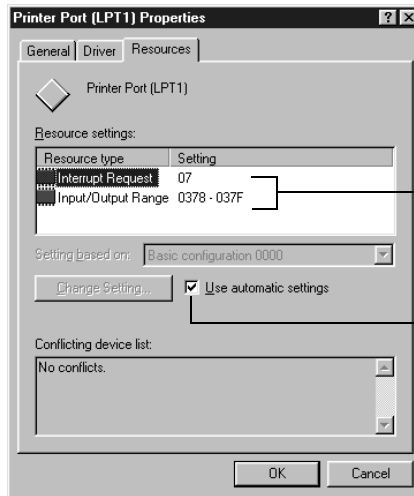 Printer Port (LPT1) Properties
General Driver Resources
Printer Port (LPT1)
Resource settings:
Resource type Setting
Interrupt Request 07
Input/Output Range 0378 - 037F
Setting based on: Basic configuration 0000
Change Setting... Use automatic settings
Conflicting device list:
No conflicts.
OK Cancel